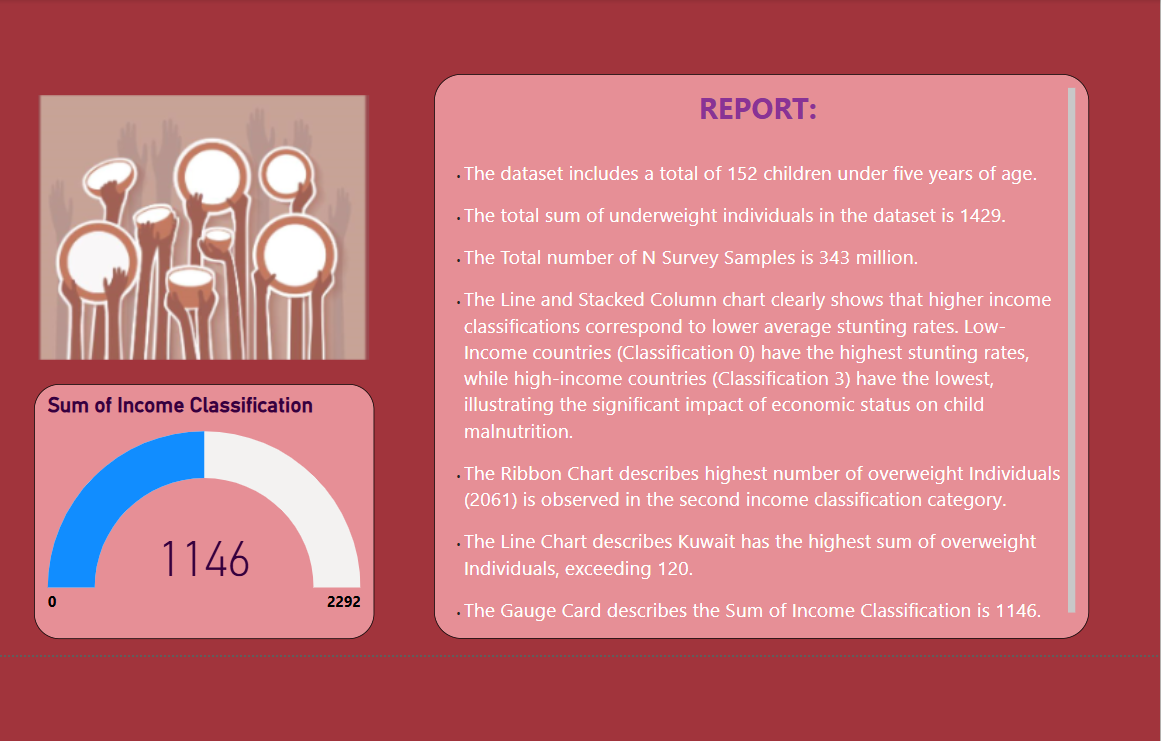 REPORT:
. The dataset includes a total of 152 children under five years of age.
. The total sum of underweight individuals in the dataset is 1429.
. The Total number of N Survey Samples is 343 million.
. The Line and Stacked Column chart clearly shows that higher income
classifications correspond to lower average stunting rates. Low-
Income countries (Classification 0) have the highest stunting rates,
while high-income countries (Classification 3) have the lowest,
illustrating the significant impact of economic status on child
malnutrition.
. The Ribbon Chart describes highest number of overweight Individuals
(2061) is observed in the second income classification category.
. The Line Chart describes Kuwait has the highest sum of overweight
Individuals, exceeding 120.
. The Gauge Card describes the Sum of Income Classification is 1146.
Sum of Income Classification
1146
0 2292